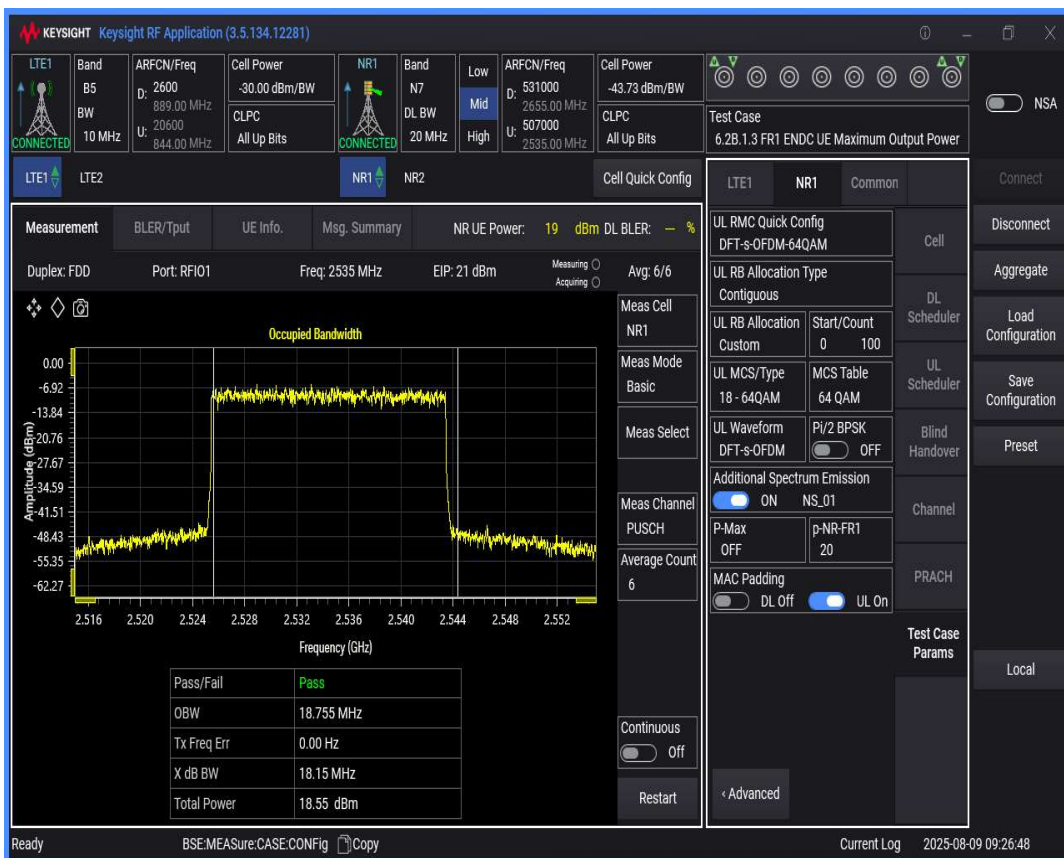 KEYSIGHT Keysight RF Application (3.5.134.12281)
LTE1 Band ARFCN/Freq Cell Power NR1 Band Low ARFCN/Freq Cell Power
B5 D: 2600 -30.00 dBm/BW N7 Mid D: 531000 -43.73 dBm/BW
889.00 MHz 2655.00 MHz
BW CLPC DL BW CLPC Test Case
CONNECTED 10 MHz U: 20600 All Up Bits CONNECTED 20 MHz High U: 507000 All Up Bits 6.2B.1.3 FR1 ENDC UE Maximum Output Power
844.00 MHz 2535.00 MHz
NSA
LTE1 LTE2 NR1 NR2 Cell Quick Config
LTE1 NR1 Common
Connect
Disconnect
Aggregate
Load
Configuration
Save
Configuration
Preset
Local
Measurement BLER/Tput UE Info. Msg. Summary NR UE Power: 19 dBm DL BLER: — %
Duplex: FDD Port: RFIO1 Freq: 2535 MHz EIP: 21 dBm Measuring Avg: 6/6
Acquiring
Occupied Bandwidth
0.00
-6.92
-13.84
-20.76
-27.67
-34.59
-41.51
-48.43
-55.35
-62.27
Amplitude (dBm)
2.516 2.520 2.524 2.528 2.532 2.536 2.540 2.544 2.548 2.552
Frequency (GHz)
Pass/Fail Pass
OBW 18.755 MHz
Tx Freq Err 0.00 Hz
X dB BW 18.15 MHz
Total Power 18.55 dBm
Meas Cell
NR1
Meas Mode
Basic
Meas Select
Meas Channel
PUSCH
Average Count
6
Continuous
Off
Restart
UL RMC Quick Config
DFT-s-OFDM-64QAM
UL RB Allocation Type
Contiguous
UL RB Allocation Start/Count
Custom 0 100
UL MCS/Type MCS Table
18 - 64QAM 64 QAM
UL Waveform Pi/2 BPSK
DFT-s-OFDM OFF
Additional Spectrum Emission
ON NS_01
P-Max p-NR-FR1
OFF 20
MAC Padding
DL Off UL On
‹ Advanced
Cell
DL
Scheduler
UL
Scheduler
Blind
Handover
Channel
PRACH
Test Case
Params
Ready BSE:MEASure:CASE:CONFig Copy Current Log 2025-08-09 09:26:48